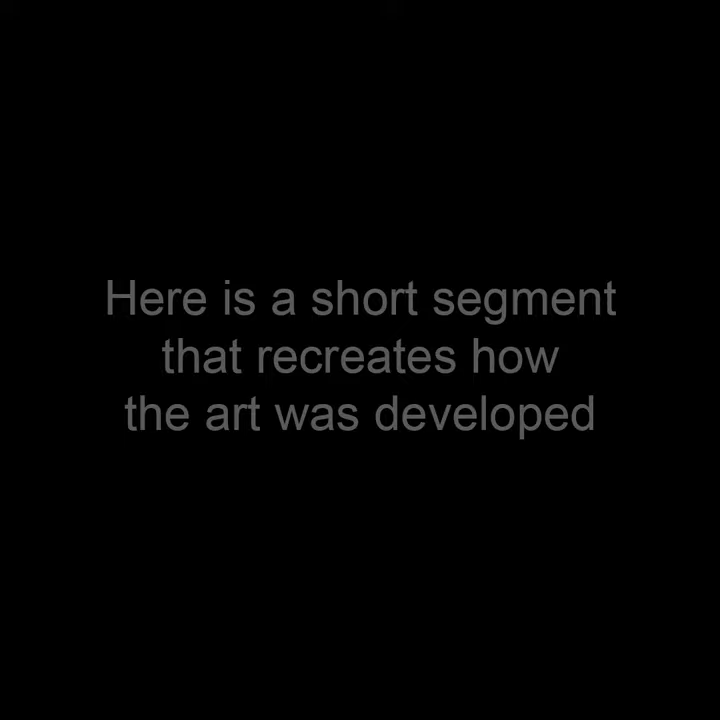 Here is a short segment
that recreates how
the art was developed